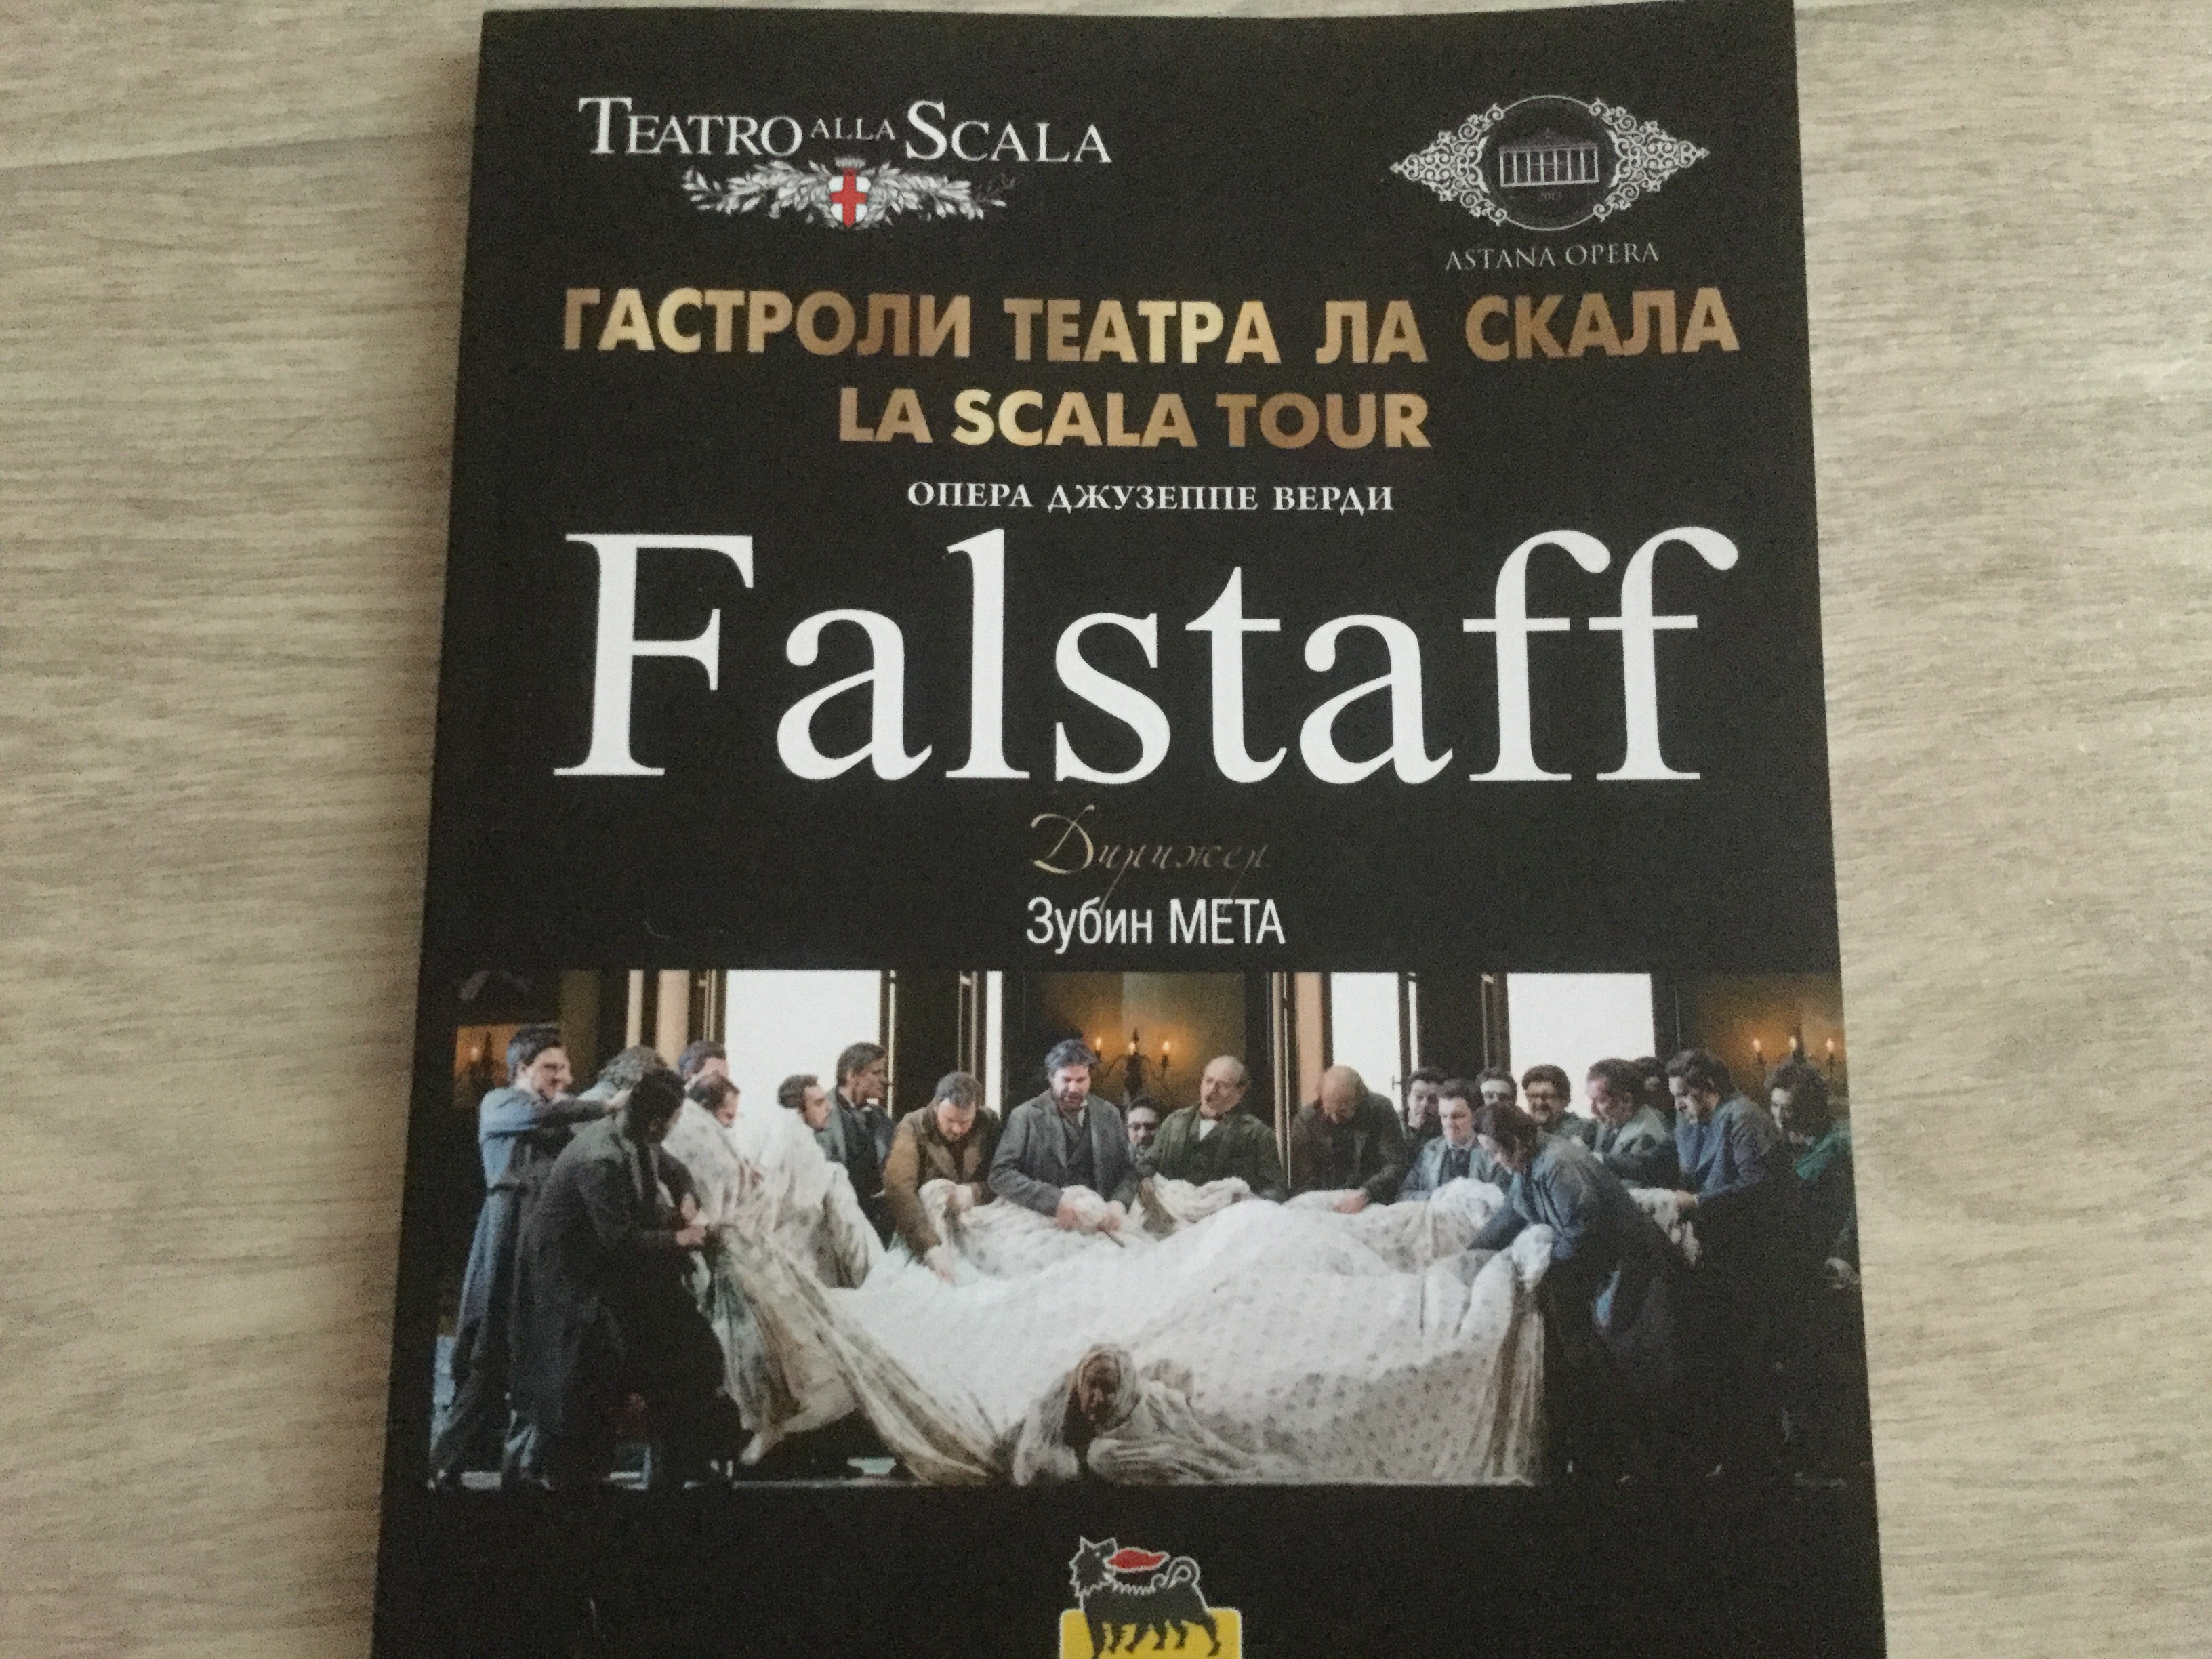 TEATRO ALLA SCALA
2013
ASTANA OPERA
ГАСТРОЛИ ТЕАТРА ЛА СКАЛА
LA SCALA TOUR
ОПЕРА ДЖУЗЕППЕ ВЕРДИ
Falstaff
Дирижер
Зубин МЕТА